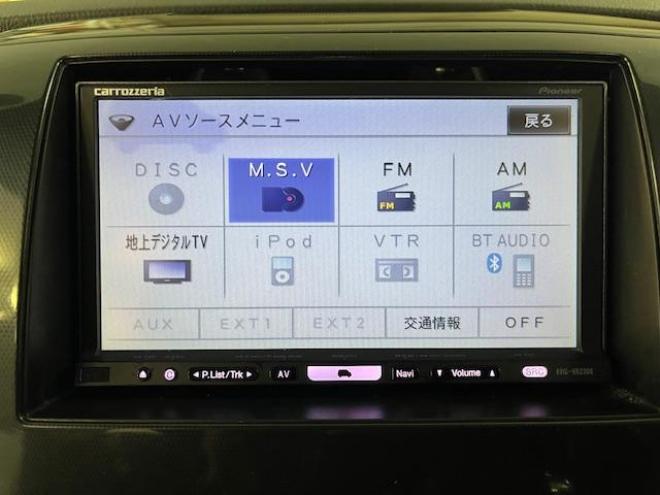 carrozzeria Pioneer
AVソースメニュー 戻る
DISC M.S.V FM AM
FM AM
地上デジタルTV iPod VTR BT AUDIO
AUX EXT1 EXT2 交通情報 OFF
P.List/Trk AV Navi Volume SRC